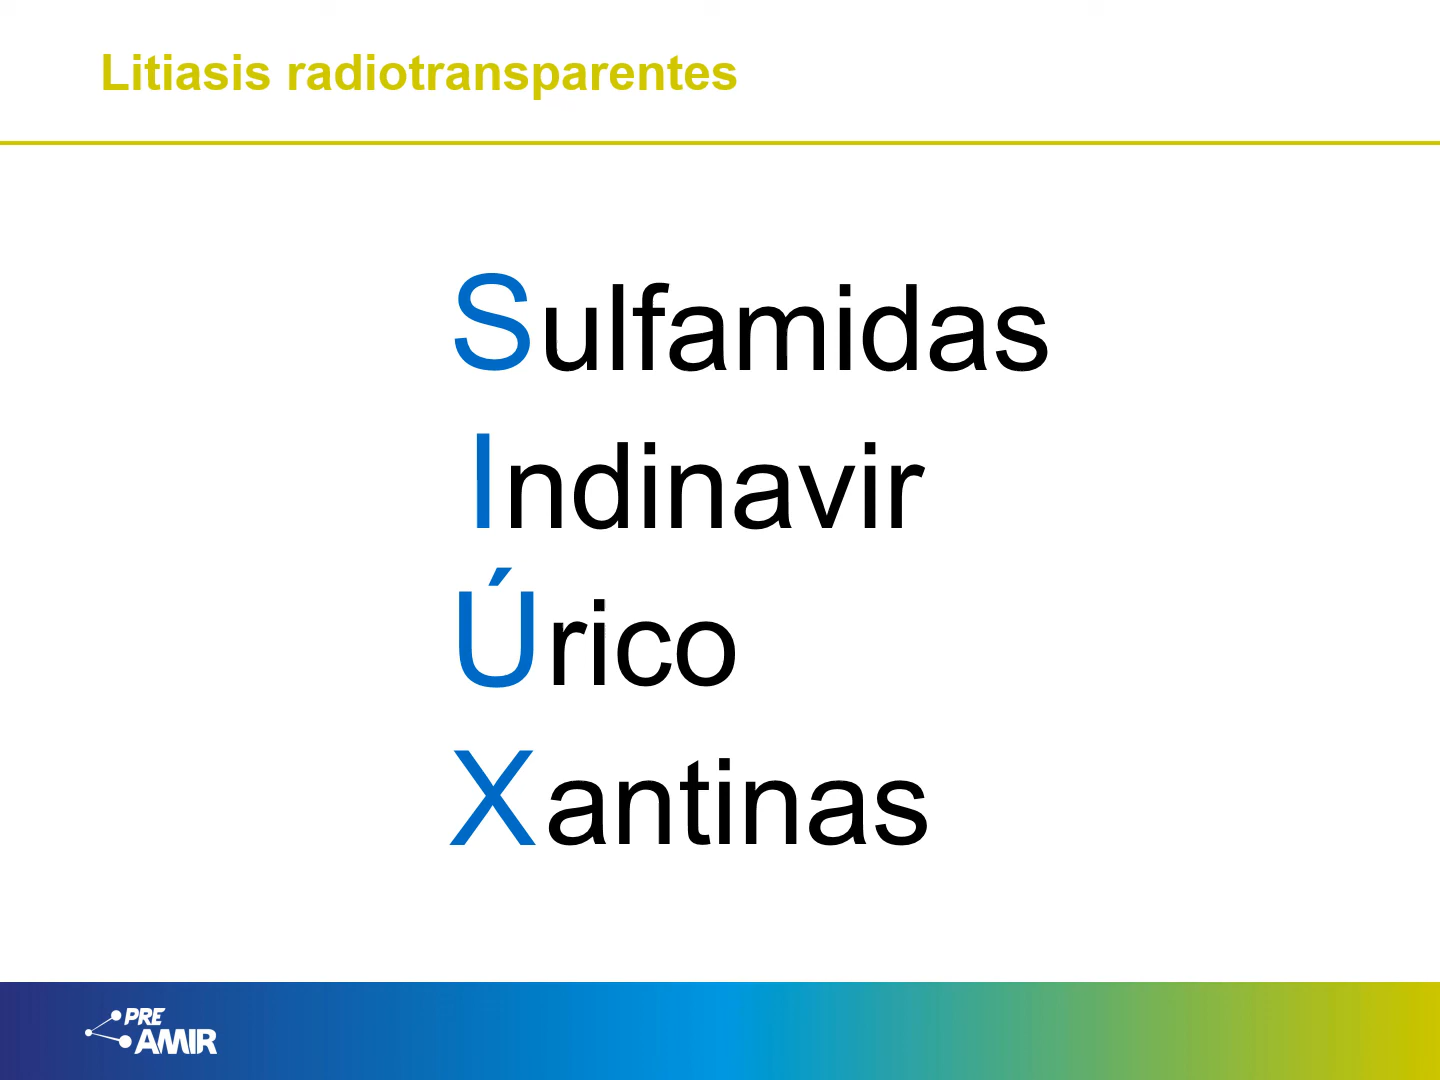 Litiasis radiotransparentes
Sulfamidas
Indinavir
Úrico
Xantinas
PRE
AMIR